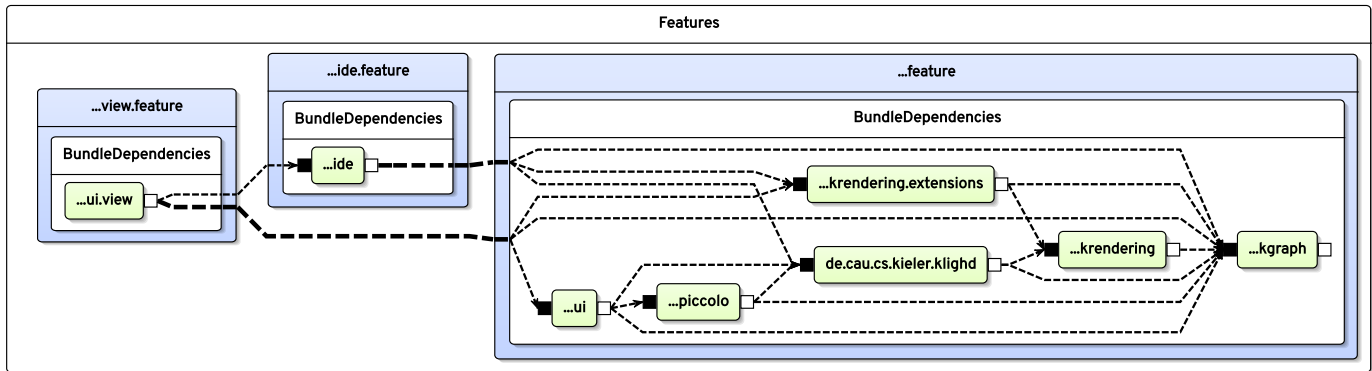 Features
...view.feature
BundleDependencies
...ui.view
...ide.feature
BundleDependencies
...ide
...feature
BundleDependencies
...krendering.extensions
...krendering
...kgraph
de.cau.cs.kieler.klighd
...piccolo
...ui